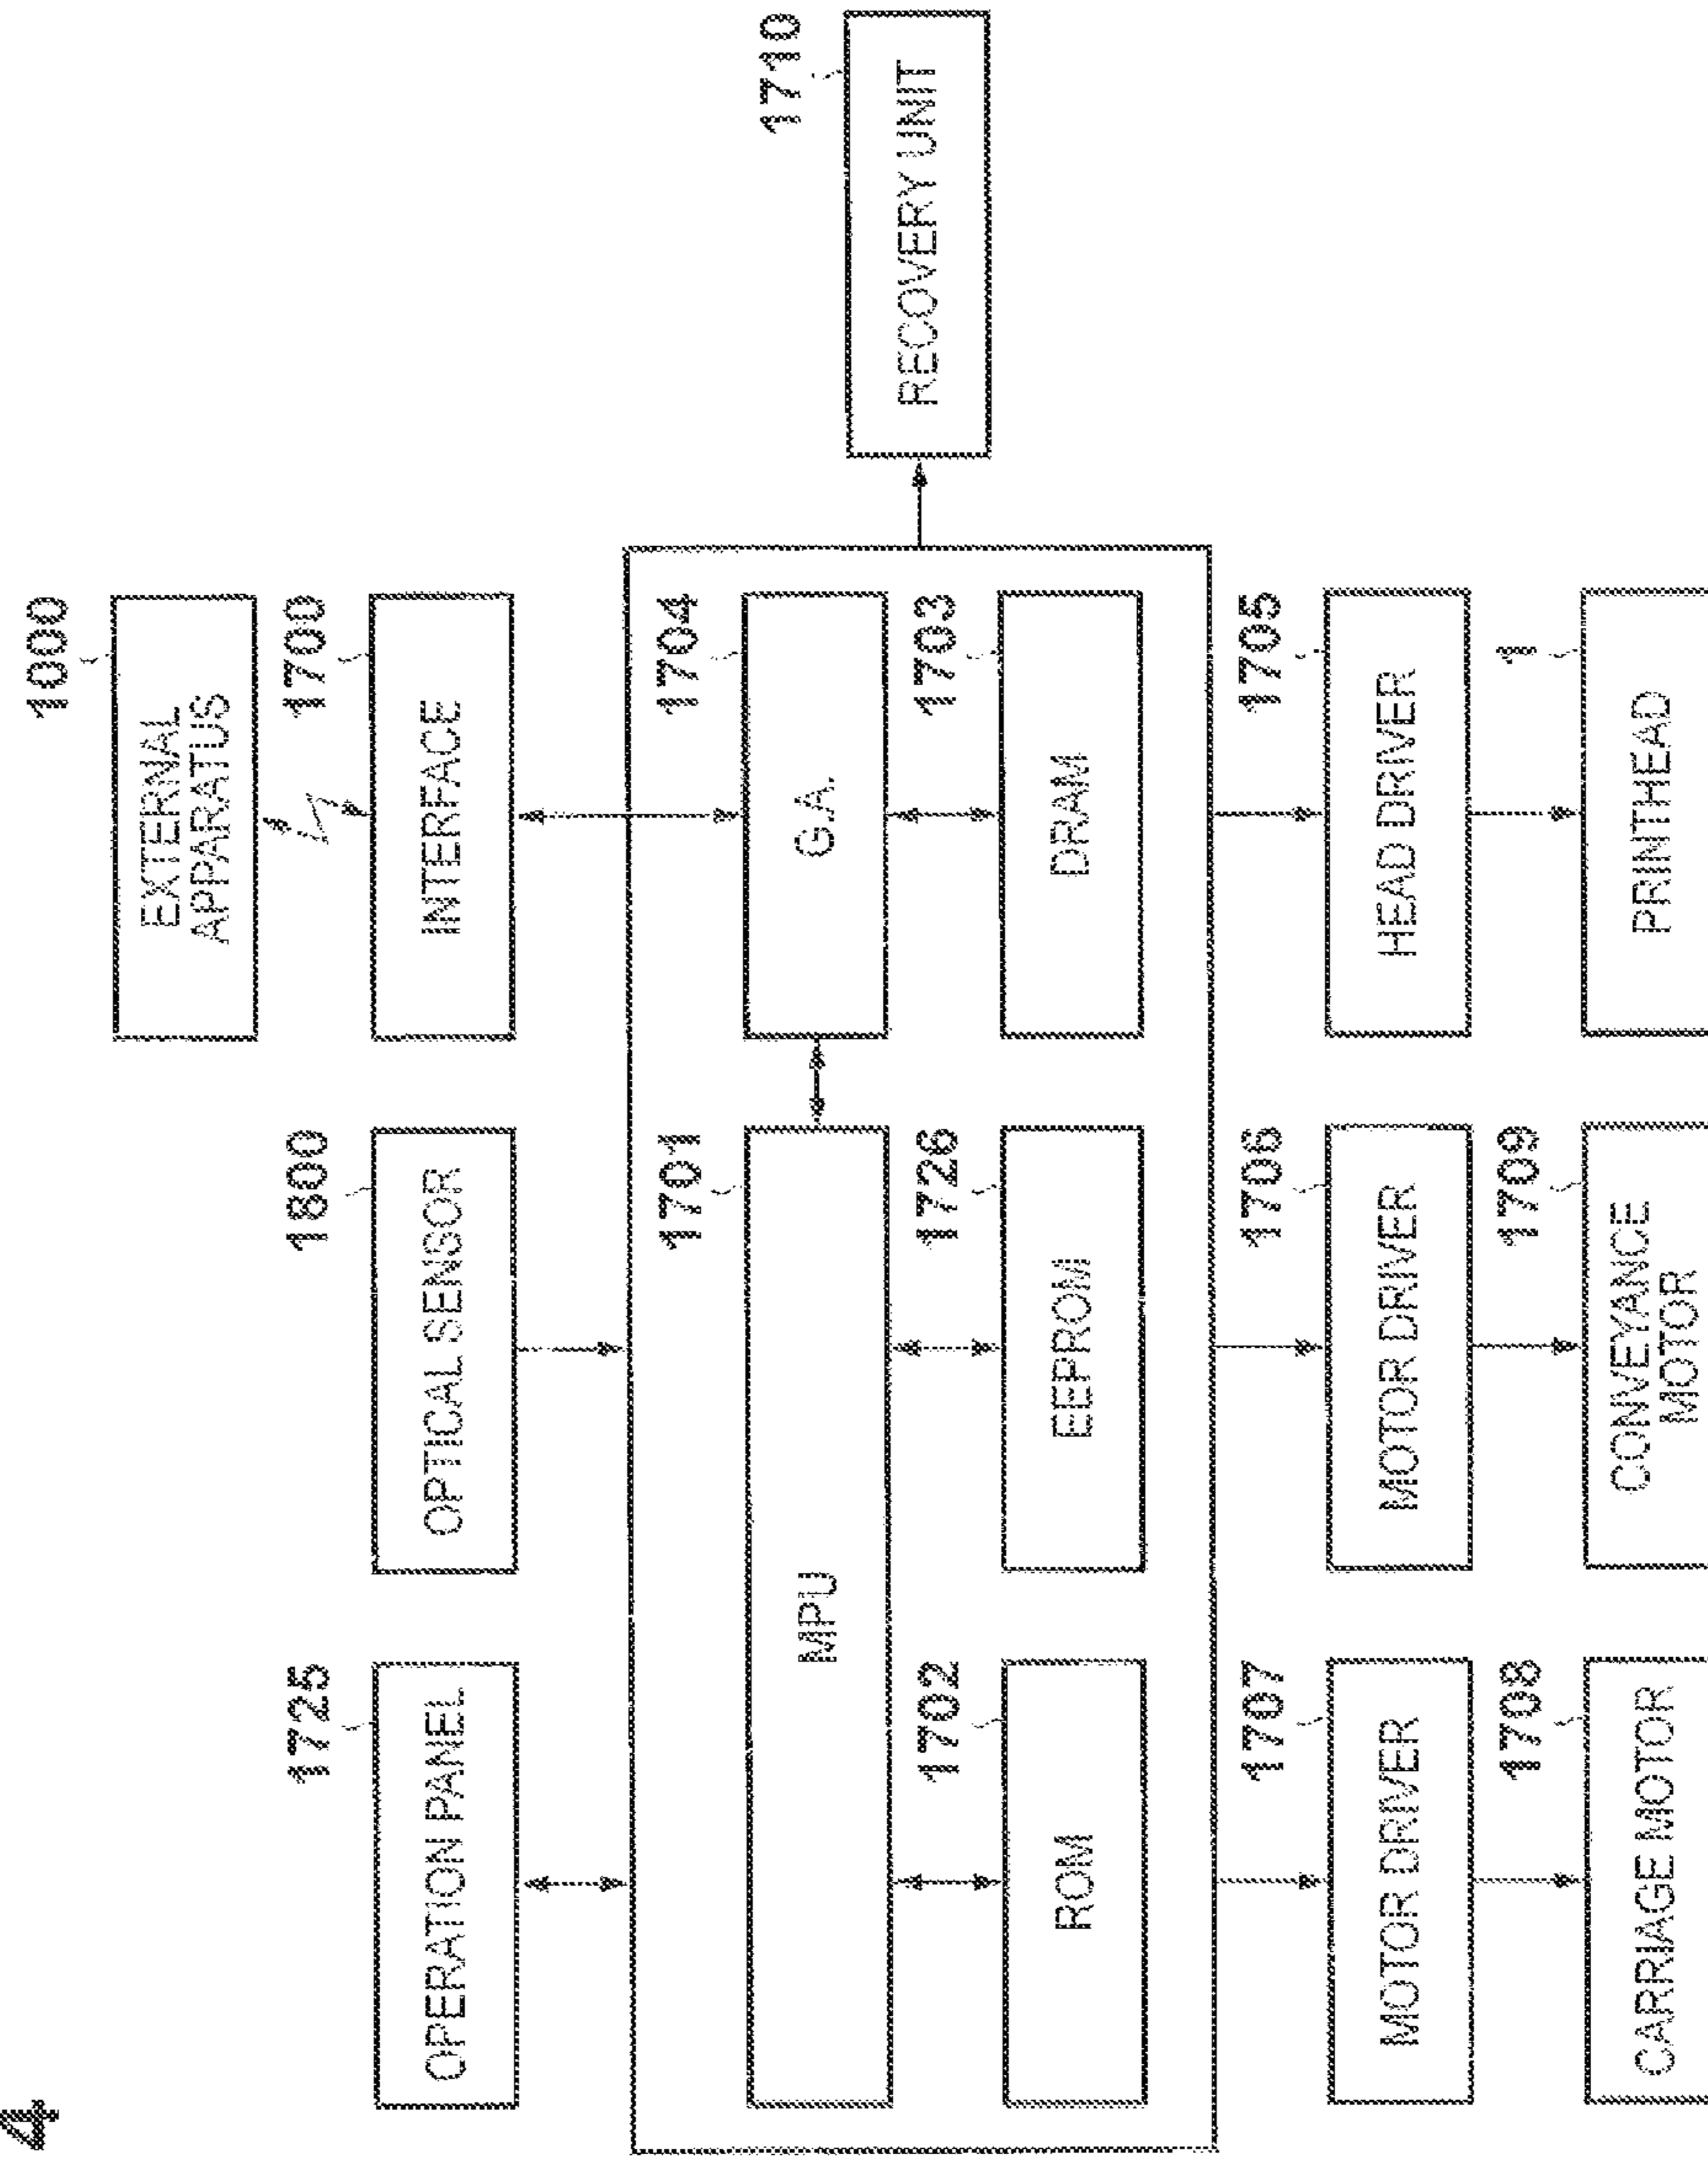 4
1000
EXTERNAL
APPARATUS
1725
OPERATION PANEL
1800
OPTICAL SENSOR
1700
INTERFACE
1701
MPU
1704
G.A.
1710
RECOVERY UNIT
1702
ROM
1726
EEPROM
1703
DRAM
1707
MOTOR DRIVER
1706
MOTOR DRIVER
1705
HEAD DRIVER
1708
CARRIAGE MOTOR
1709
CONVEYANCE
MOTOR
1
PRINTHEAD